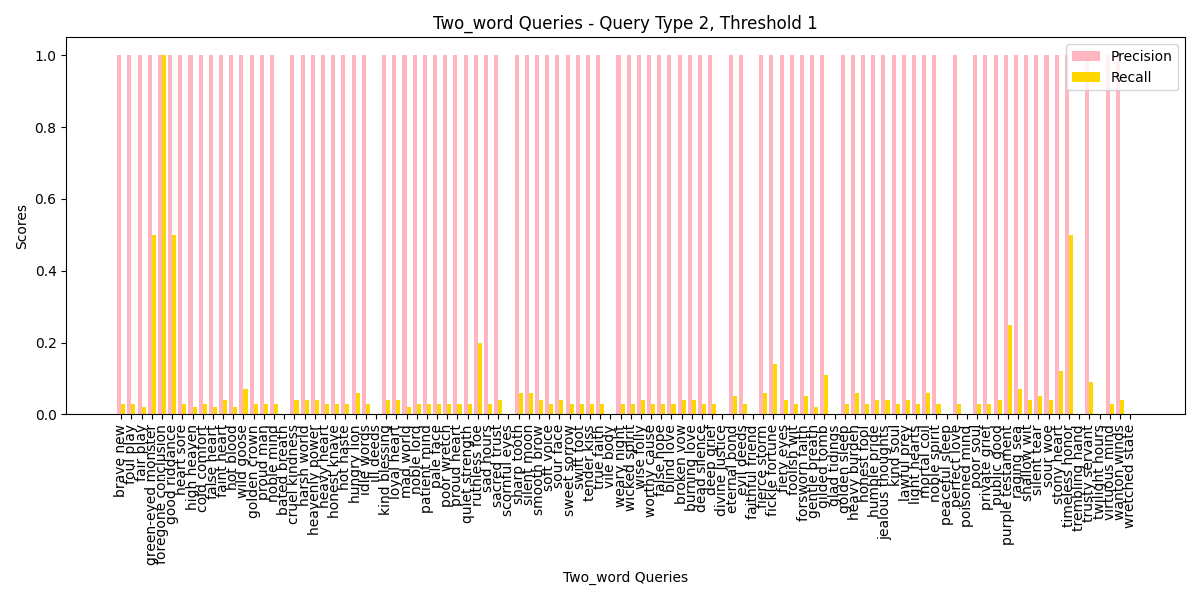 Two_word Queries - Query Type 2, Threshold 1
Precision
Recall
1.0
0.8
0.6
0.4
0.2
0.0
Scores
brave new
foul play
fair play
green-eyed monster
foregone conclusion
good riddance
heart sore
high heaven
cold comfort
fake heart
faint heart
hot blood
wild goose
golden crown
proud man
noble mind
bated breath
cruel kindness
harsh world
heavenly power
heavy heart
honest knave
hot haste
hungry lion
idle words
ill deeds
kind blessing
loyal heart
mad world
noble lord
patient mind
pale face
poor wretch
proud heart
quiet strength
ruthless foe
sad hours
sacred trust
scornful eyes
sharp tooth
silent moon
smooth brow
soft voice
sour face
sweet sorrow
swift foot
tender kiss
true faith
vile body
weary night
wicked spirit
wise folly
worthy cause
bash hope
blind love
broken vow
burning love
dead silence
deep grief
divine justice
eternal bond
evil deeds
faithful friend
fierce storm
fickle fortune
fiery eyes
foolish wit
forsworn faith
gentle breath
gilded tomb
glad tidings
golden sleep
heavy burden
honest fool
humble pride
jealous thoughts
kind soul
lawful prey
light hearts
mortal coil
noble spirit
peaceful sleep
perfect love
poisoned wine
poor soul
private grief
public good
purple testament
raging sea
shallow wit
silent tear
sour woe
stony heart
timeless honor
trembling hand
trusty servant
twilight hours
virtuous mind
wanton wind
wretched state
Two_word Queries